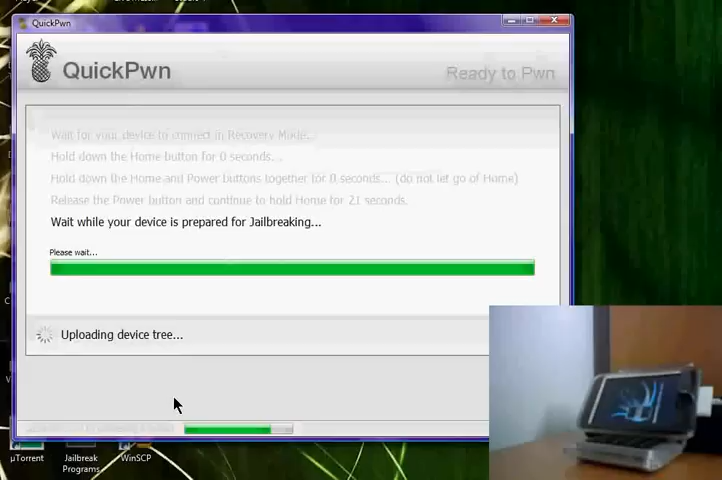 QuickPwn
QuickPwn
Ready to Pwn
Wait for your device to connect in Recovery Mode...
Hold down the Home button for 0 seconds...
Hold down the Home and Power buttons together for 0 seconds... (do not let go of Home)
Release the Power button and continue to hold Home for 21 seconds.
Wait while your device is prepared for Jailbreaking...
Please wait...
Uploading device tree...
µTorrent
Jailbreak
Programs
WinSCP